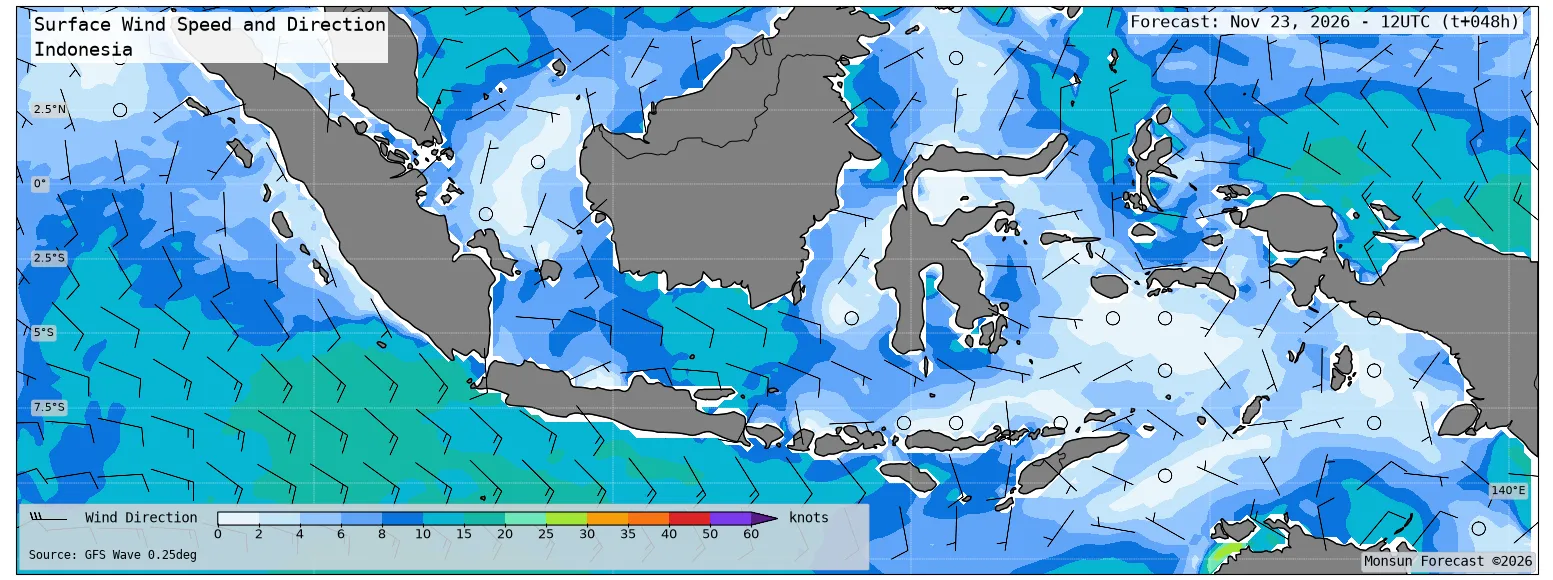 Surface Wind Speed and Direction
Indonesia
Forecast: Nov 23, 2026 - 12UTC (t+048h)
2.5°N
0°
2.5°S
5°S
7.5°S
140°E
Wind Direction
0 2 4 6 8 10 15 20 25 30 35 40 50 60
knots
Source: GFS Wave 0.25deg
Monsun Forecast ©2026